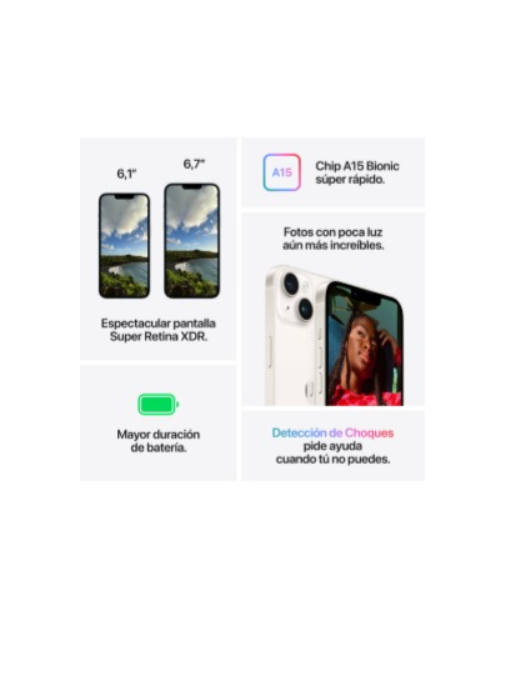 6,1"
6,7"
Espectacular pantalla
Super Retina XDR.
A15
Chip A15 Bionic
súper rápido.
Fotos con poca luz
aún más increíbles.
Mayor duración
de batería.
Detección de Choques
pide ayuda
cuando tú no puedes.